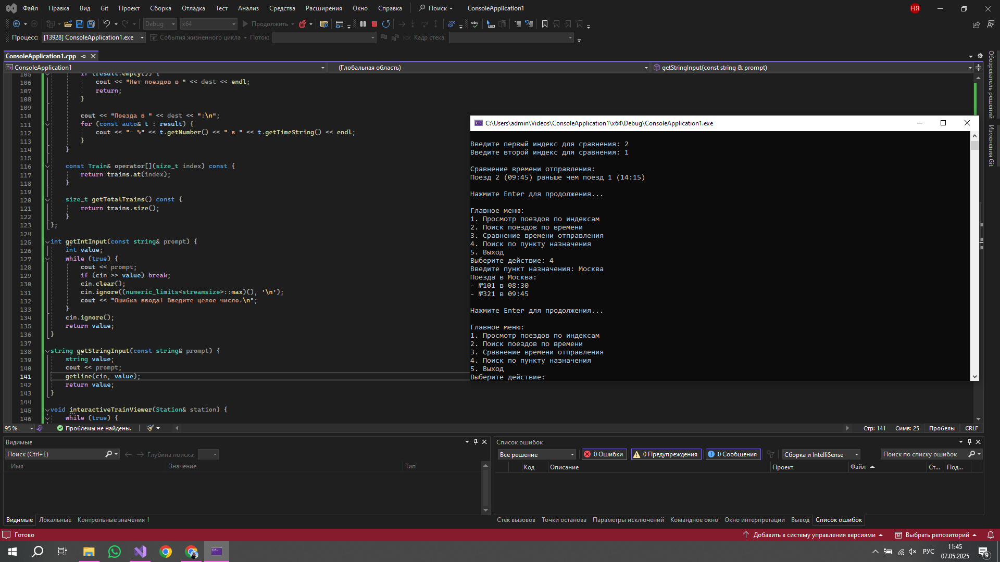 Файл Правка Вид Git Проект Сборка Отладка Тест Анализ Средства Расширения Окно Справка Поиск ConsoleApplication1 НЯ
Debug x64 Продолжить
Процесс: [13928] ConsoleApplication1.exe События жизненного цикла Поток: Кадр стека:
ConsoleApplication1.cpp
ConsoleApplication1 (Глобальная область) getStringInput(const string & prompt)
105 if (result.empty()) {
106 cout << "Нет поездов в " << dest << endl;
107 return;
108 }
109
110 cout << "Поезда в " << dest << ":\n";
111 for (const auto& t : result) {
112 cout << "- №" << t.getNumber() << " в " << t.getTimeString() << endl;
113 }
114 }
115
116 const Train& operator[](size_t index) const {
117 return trains.at(index);
118 }
119
120 size_t getTotalTrains() const {
121 return trains.size();
122 }
123 };
124
125 int getIntInput(const string& prompt) {
126 int value;
127 while (true) {
128 cout << prompt;
129 if (cin >> value) break;
130 cin.clear();
131 cin.ignore((numeric_limits<streamsize>::max)(), '\n');
132 cout << "Ошибка ввода! Введите целое число.\n";
133 }
134 cin.ignore();
135 return value;
136 }
137
138 string getStringInput(const string& prompt) {
139 string value;
140 cout << prompt;
141 getline(cin, value);
142 return value;
143 }
144
145 void interactiveTrainViewer(Station& station) {
146 while (true) {
C:\Users\admin\Videos\ConsoleApplication1\x64\Debug\ConsoleApplication1.exe
Введите первый индекс для сравнения: 2
Введите второй индекс для сравнения: 1
Сравнение времени отправления:
Поезд 2 (09:45) раньше чем поезд 1 (14:15)
Нажмите Enter для продолжения...
Главное меню:
1. Просмотр поездов по индексам
2. Поиск поездов по времени
3. Сравнение времени отправления
4. Поиск по пункту назначения
5. Выход
Выберите действие: 4
Введите пункт назначения: Москва
Поезда в Москва:
- №101 в 08:30
- №321 в 09:45
Нажмите Enter для продолжения...
Главное меню:
1. Просмотр поездов по индексам
2. Поиск поездов по времени
3. Сравнение времени отправления
4. Поиск по пункту назначения
5. Выход
Выберите действие:
Обозреватель решений
Изменения Git
95 % Проблемы не найдены. Стр: 141 Симв: 25 Пробелы CRLF
Видимые
Поиск (Ctrl+E) Глубина поиска:
Имя Значение Тип
Видимые Локальные Контрольные значения 1
Список ошибок
Все решение 0 Ошибки 0 Предупреждения 0 Сообщения Сборка и IntelliSense Поиск по списку ошибок
Код Описание Проект Файл Ст... Под...
Стек вызовов Точки останова Параметры исключений Командное окно Окно интерпретации Вывод Список ошибок
Готово Добавить в систему управления версиями Выбрать репозиторий
РУС 11:45
07.05.2025 9